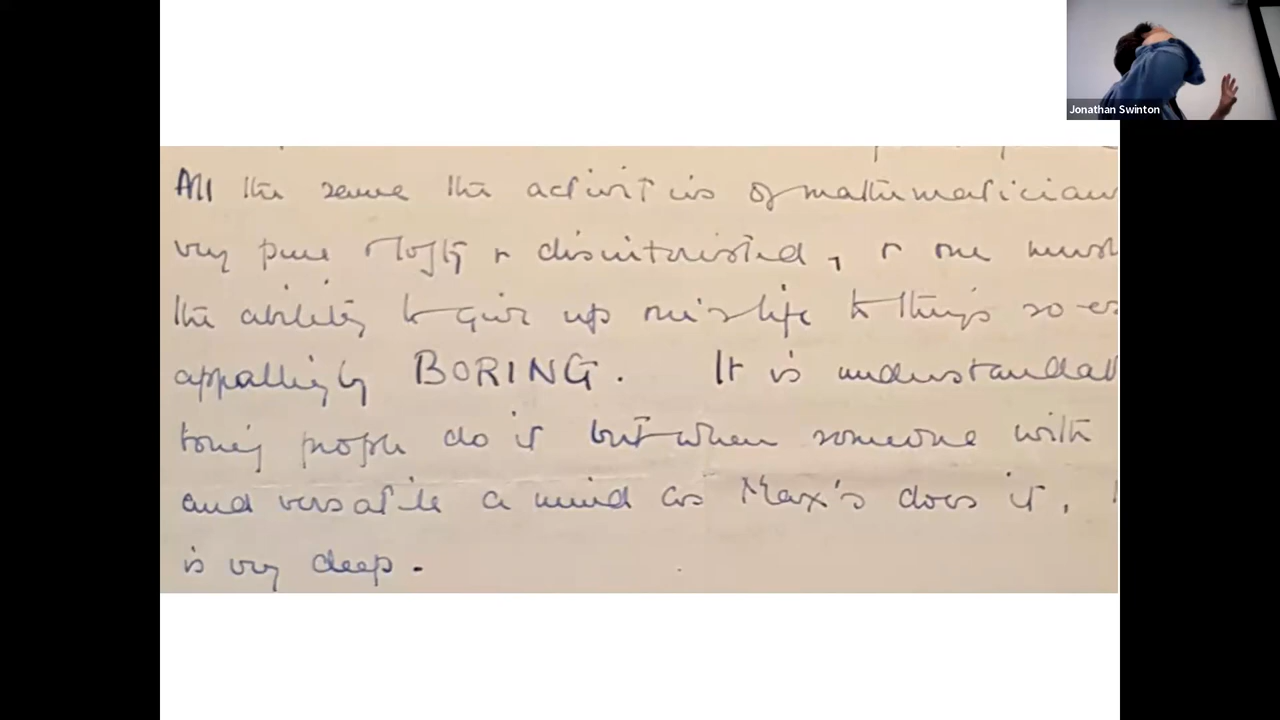 Jonathan Swinton
All the same the activities of mathematicians
very pure & lofty & disinterested, & one must
the ability to give up one's life to things so
appallingly BORING. It is understandable
people do it but when someone with
and versatile a mind as Max's does it,
is very deep.